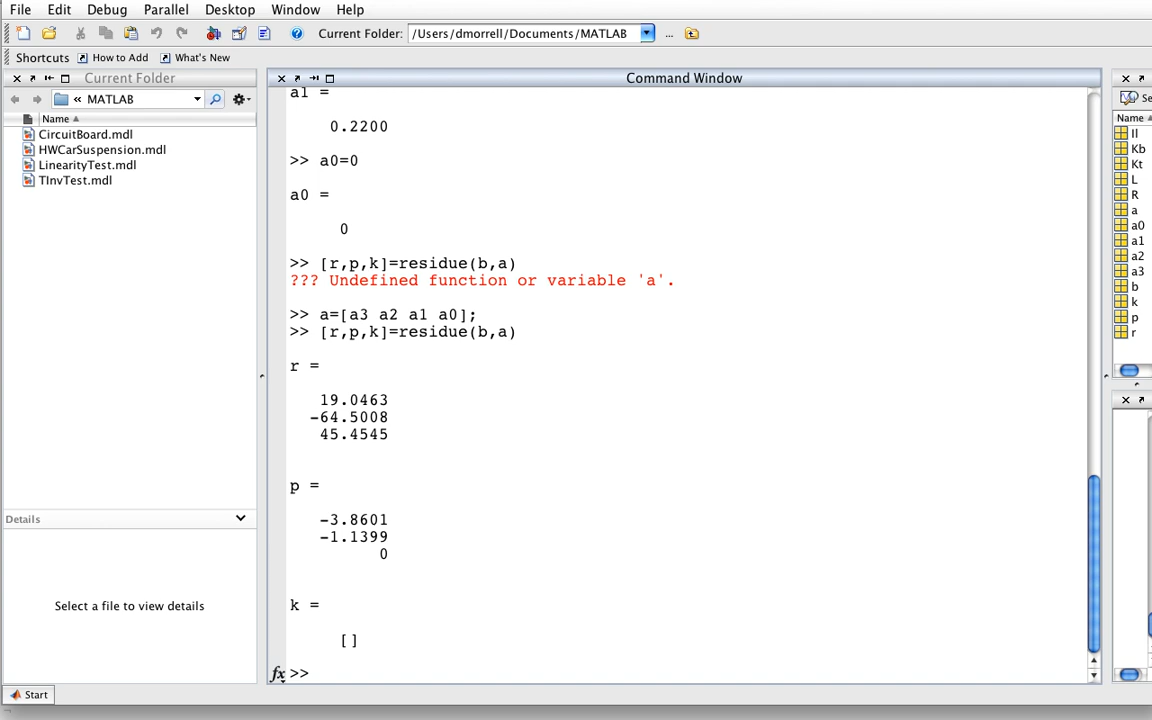 File Edit Debug Parallel Desktop Window Help
Current Folder: /Users/dmorrell/Documents/MATLAB ...
Shortcuts How to Add What's New
Current Folder
« MATLAB
Name
CircuitBoard.mdl
HWCarSuspension.mdl
LinearityTest.mdl
TInvTest.mdl
Details
Select a file to view details
Start
Command Window
a1 =
0.2200
>> a0=0
a0 =
0
>> [r,p,k]=residue(b,a)
??? Undefined function or variable 'a'.
>> a=[a3 a2 a1 a0];
>> [r,p,k]=residue(b,a)
r =
19.0463
-64.5008
45.4545
p =
-3.8601
-1.1399
0
k =
[]
fx >>
Se
Name
Il
Kb
Kt
L
R
a
a0
a1
a2
a3
b
k
p
r